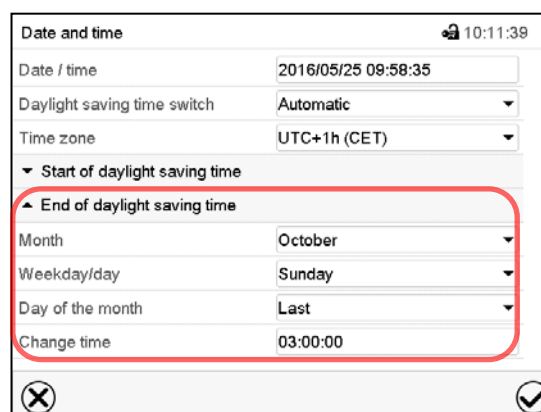 Date and time 10:11:39
Date / time 2016/05/25 09:58:35
Daylight saving time switch Automatic
Time zone UTC+1h (CET)
Start of daylight saving time
End of daylight saving time
Month October
Weekday/day Sunday
Day of the month Last
Change time 03:00:00